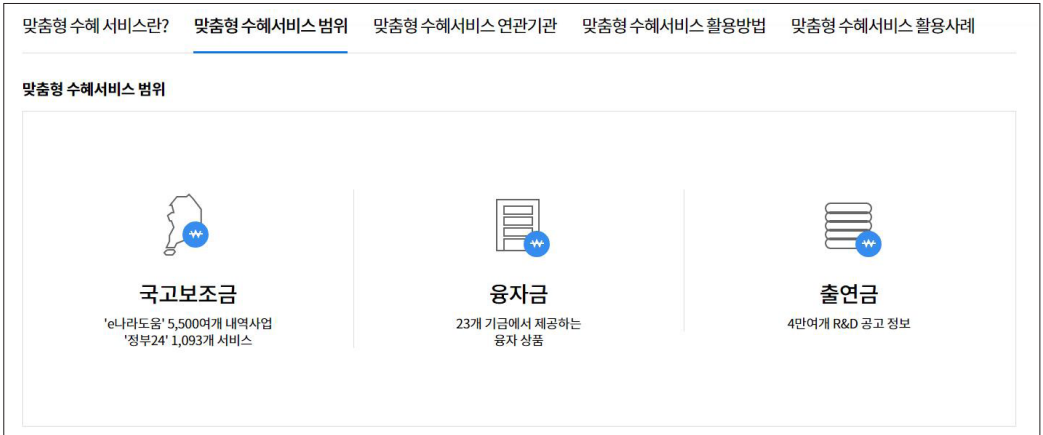 맞춤형 수혜 서비스란? 맞춤형 수혜서비스 범위 맞춤형 수혜서비스 연관기관 맞춤형 수혜서비스 활용방법 맞춤형 수혜서비스 활용사례
맞춤형 수혜서비스 범위
국고보조금
'e나라도움' 5,500여개 내역사업
'정부24' 1,093개 서비스
융자금
23개 기금에서 제공하는
융자 상품
출연금
4만여개 R&D 공고 정보